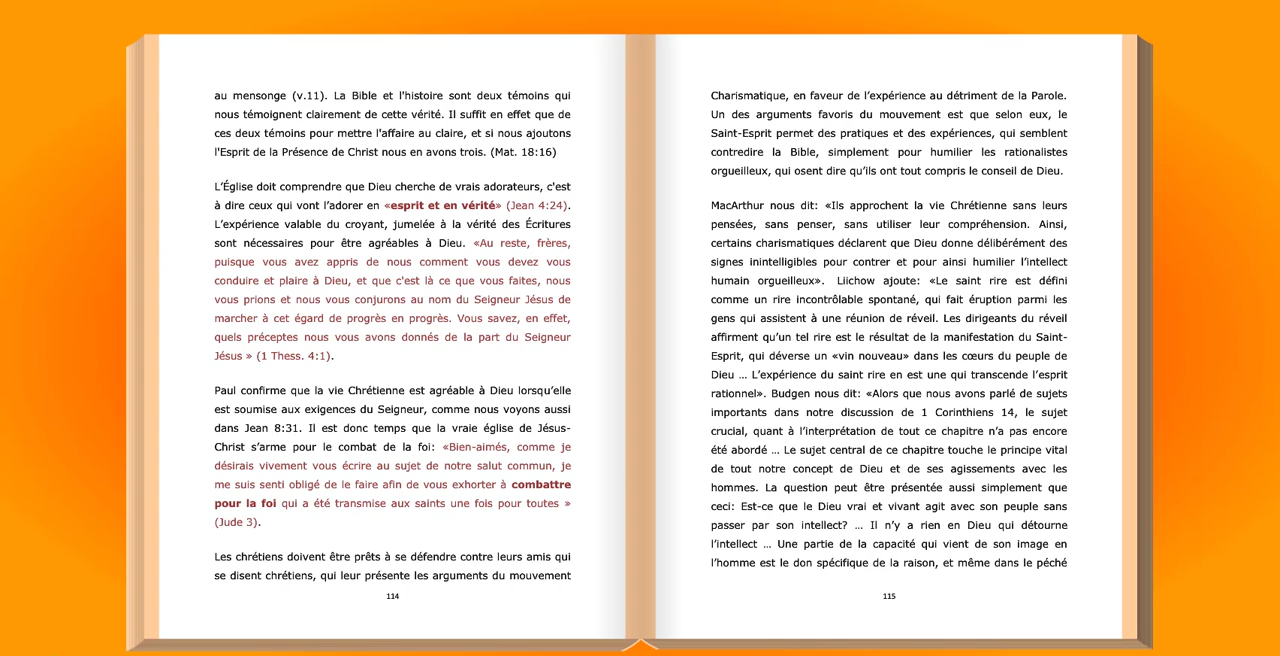 au mensonge (v.11). La Bible et l'histoire sont deux témoins qui
nous témoignent clairement de cette vérité. Il suffit en effet que de
ces deux témoins pour mettre l'affaire au claire, et si nous ajoutons
l'Esprit de la Présence de Christ nous en avons trois. (Mat. 18:16)
L'Église doit comprendre que Dieu cherche de vrais adorateurs, c'est
à dire ceux qui vont l'adorer en «esprit et en vérité» (Jean 4:24).
L'expérience valable du croyant, jumelée à la vérité des Écritures
sont nécessaires pour être agréables à Dieu. «Au reste, frères,
puisque vous avez appris de nous comment vous devez vous
conduire et plaire à Dieu, et que c'est là ce que vous faites, nous
vous prions et nous vous conjurons au nom du Seigneur Jésus de
marcher à cet égard de progrès en progrès. Vous savez, en effet,
quels préceptes nous vous avons donnés de la part du Seigneur
Jésus » (1 Thess. 4:1).
Paul confirme que la vie Chrétienne est agréable à Dieu lorsqu'elle
est soumise aux exigences du Seigneur, comme nous voyons aussi
dans Jean 8:31. Il est donc temps que la vraie église de Jésus-
Christ s'arme pour le combat de la foi: «Bien-aimés, comme je
désirais vivement vous écrire au sujet de notre salut commun, je
me suis senti obligé de le faire afin de vous exhorter à combattre
pour la foi qui a été transmise aux saints une fois pour toutes »
(Jude 3).
Les chrétiens doivent être prêts à se défendre contre leurs amis qui
se disent chrétiens, qui leur présente les arguments du mouvement
114
Charismatique, en faveur de l'expérience au détriment de la Parole.
Un des arguments favoris du mouvement est que selon eux, le
Saint-Esprit permet des pratiques et des expériences, qui semblent
contredire la Bible, simplement pour humilier les rationalistes
orgueilleux, qui osent dire qu'ils ont tout compris le conseil de Dieu.
MacArthur nous dit: «Ils approchent la vie Chrétienne sans leurs
pensées, sans penser, sans utiliser leur compréhension. Ainsi,
certains charismatiques déclarent que Dieu donne délibérément des
signes inintelligibles pour contrer et pour ainsi humilier l'intellect
humain orgueilleux». Liichow ajoute: «Le saint rire est défini
comme un rire incontrôlable spontané, qui fait éruption parmi les
gens qui assistent à une réunion de réveil. Les dirigeants du réveil
affirment qu'un tel rire est le résultat de la manifestation du Saint-
Esprit, qui déverse un «vin nouveau» dans les cœurs du peuple de
Dieu … L'expérience du saint rire en est une qui transcende l'esprit
rationnel». Budgen nous dit: «Alors que nous avons parlé de sujets
importants dans notre discussion de 1 Corinthiens 14, le sujet
crucial, quant à l'interprétation de tout ce chapitre n'a pas encore
été abordé … Le sujet central de ce chapitre touche le principe vital
de tout notre concept de Dieu et de ses agissements avec les
hommes. La question peut être présentée aussi simplement que
ceci: Est-ce que le Dieu vrai et vivant agit avec son peuple sans
passer par son intellect? … Il n'y a rien en Dieu qui détourne
l'intellect … Une partie de la capacité qui vient de son image en
l'homme est le don spécifique de la raison, et même dans le péché
115